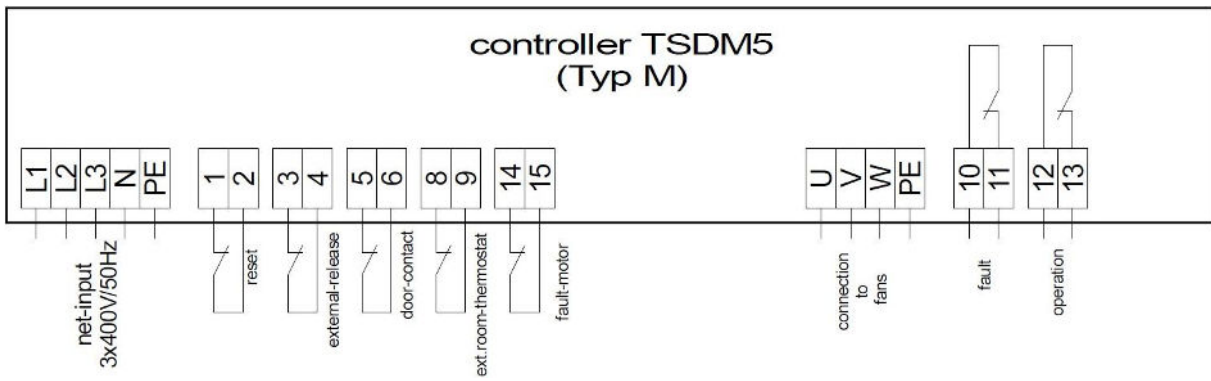 controller TSDM5
(Typ M)
L1 L2 L3 N PE
1 2
3 4
5 6
8 9
14 15
U V W PE
10 11
12 13
net-input
3x400V/50Hz
reset
external-release
door-contact
ext.room-thermostat
fault-motor
connection
to
fans
fault
operation